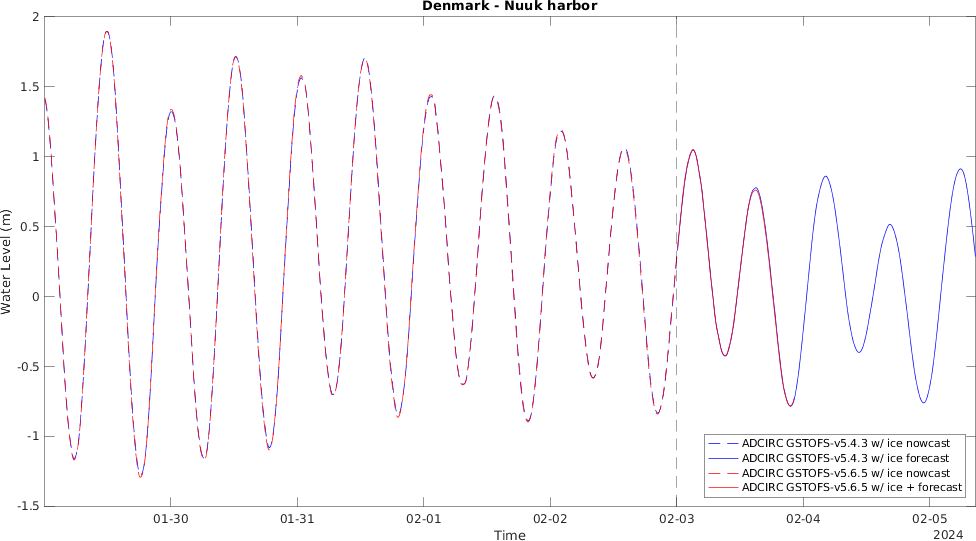 Denmark - Nuuk harbor
2
1.5
1
0.5
0
-0.5
-1
-1.5
Water Level (m)
01-30 01-31 02-01 02-02 02-03 02-04 02-05
Time
2024
ADCIRC GSTOFS-v5.4.3 w/ ice nowcast
ADCIRC GSTOFS-v5.4.3 w/ ice forecast
ADCIRC GSTOFS-v5.6.5 w/ ice nowcast
ADCIRC GSTOFS-v5.6.5 w/ ice + forecast